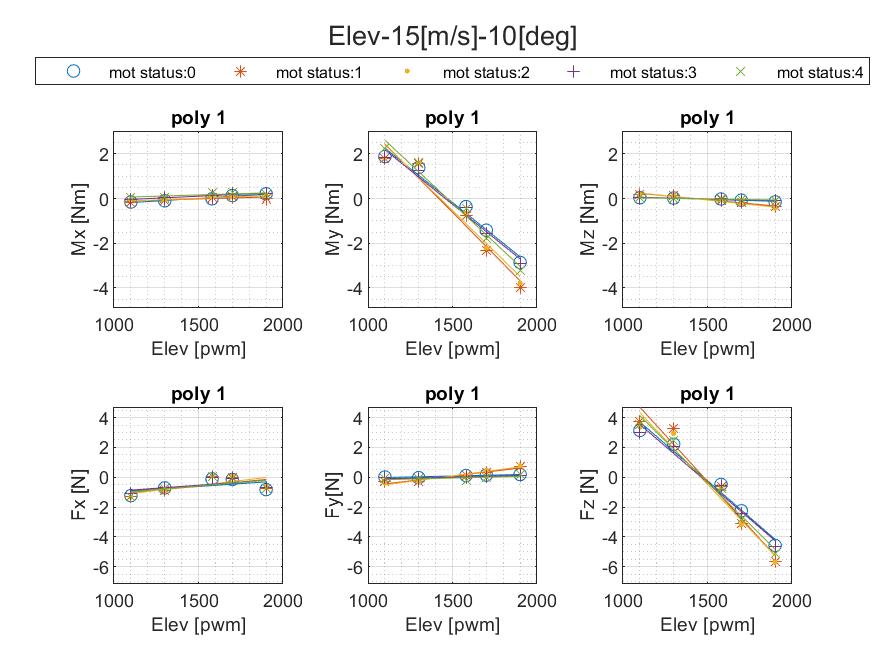 Elev-15[m/s]-10[deg]
mot status:0 mot status:1 mot status:2 mot status:3 mot status:4
poly 1 poly 1 poly 1
2 2 2
0 0 0
-2 -2 -2
-4 -4 -4
Mx [Nm] My [Nm] Mz [Nm]
1000 1500 2000 1000 1500 2000 1000 1500 2000
Elev [pwm] Elev [pwm] Elev [pwm]
poly 1 poly 1 poly 1
4 4 4
2 2 2
0 0 0
-2 -2 -2
-4 -4 -4
-6 -6 -6
Fx [N] Fy[N] Fz [N]
1000 1500 2000 1000 1500 2000 1000 1500 2000
Elev [pwm] Elev [pwm] Elev [pwm]